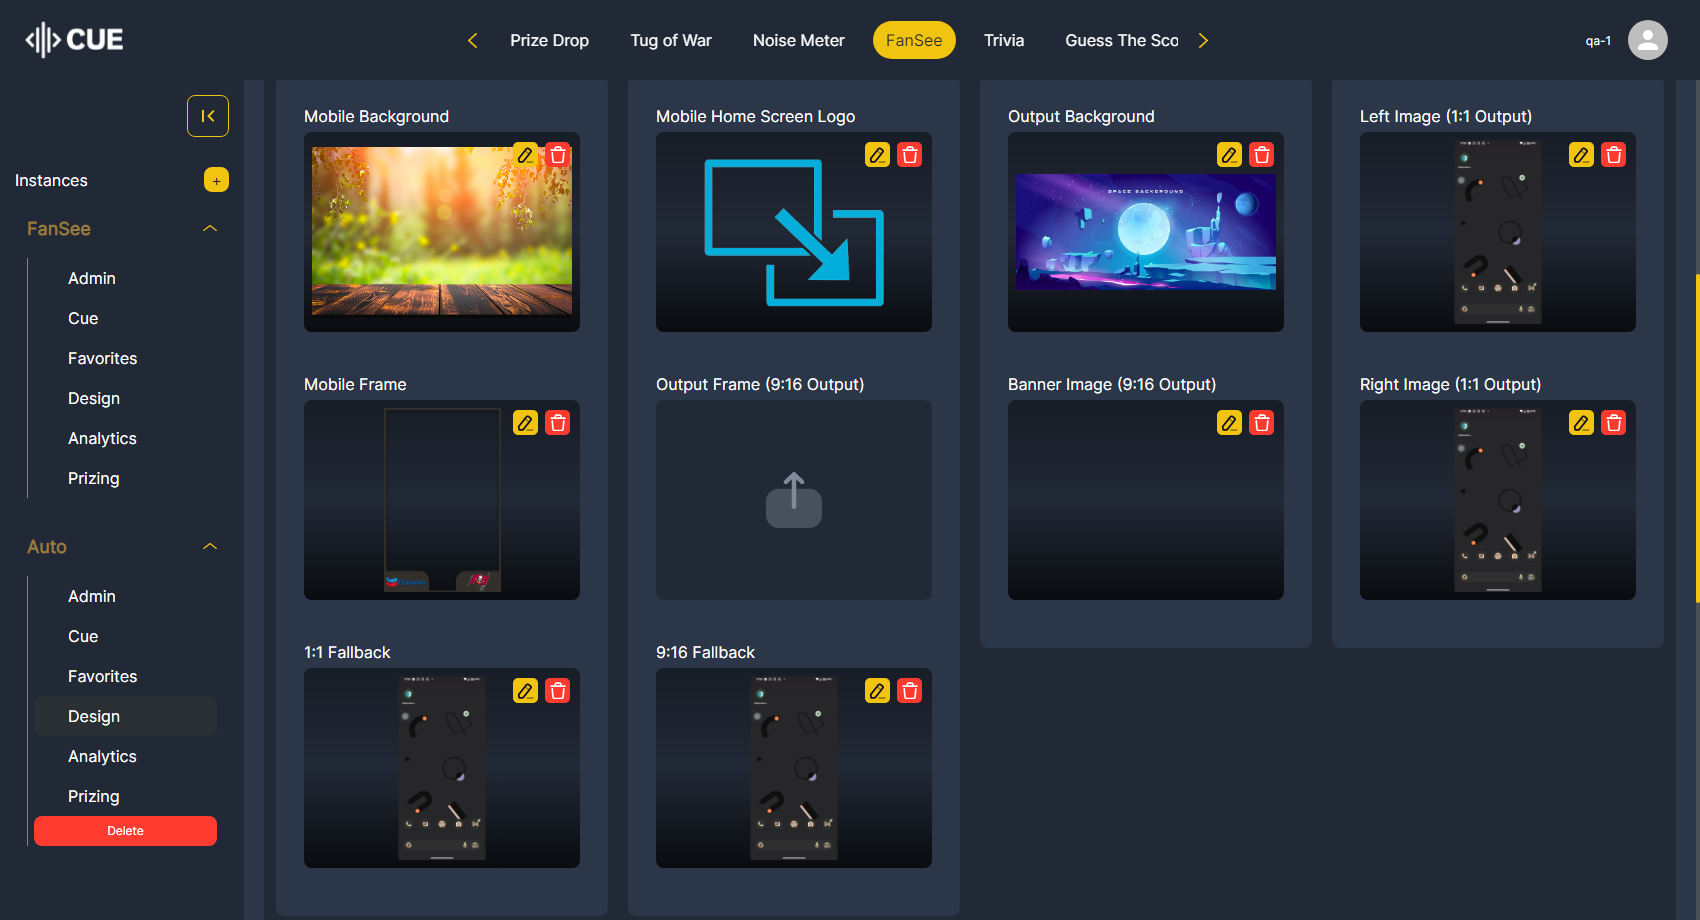 CUE
Prize Drop
Tug of War
Noise Meter
FanSee
Trivia
Guess The Sco
qa-1
Instances
+
FanSee
Admin
Cue
Favorites
Design
Analytics
Prizing
Auto
Admin
Cue
Favorites
Design
Analytics
Prizing
Delete
Mobile Background
Mobile Home Screen Logo
Output Background
SPACE BACKGROUND
Left Image (1:1 Output)
Mobile Frame
Output Frame (9:16 Output)
Banner Image (9:16 Output)
Right Image (1:1 Output)
1:1 Fallback
9:16 Fallback